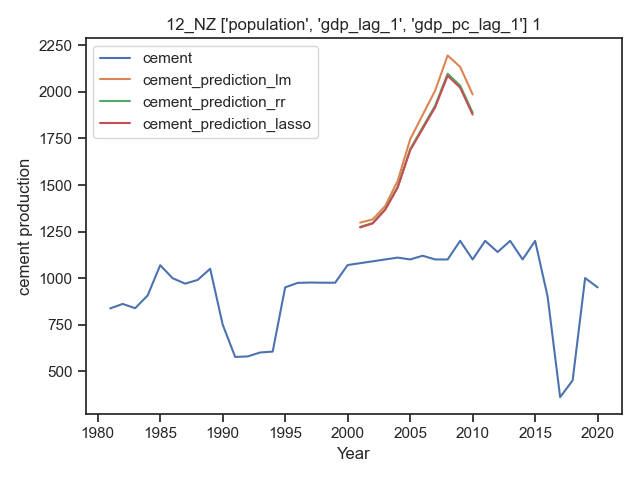 12_NZ ['population', 'gdp_lag_1', 'gdp_pc_lag_1'] 1
cement
cement_prediction_lm
cement_prediction_rr
cement_prediction_lasso
cement production
2250
2000
1750
1500
1250
1000
750
500
1980 1985 1990 1995 2000 2005 2010 2015 2020
Year